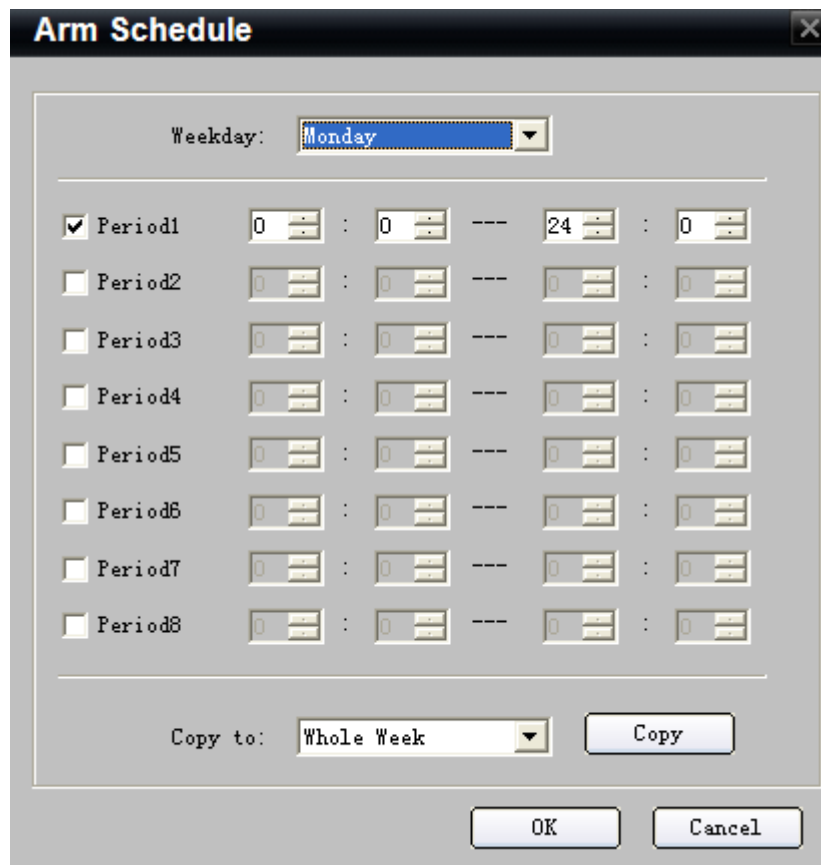 Arm Schedule
Weekday: Monday
Period1 0 : 0 --- 24 : 0
Period2 0 : 0 --- 0 : 0
Period3 0 : 0 --- 0 : 0
Period4 0 : 0 --- 0 : 0
Period5 0 : 0 --- 0 : 0
Period6 0 : 0 --- 0 : 0
Period7 0 : 0 --- 0 : 0
Period8 0 : 0 --- 0 : 0
Copy to: Whole Week Copy
OK Cancel